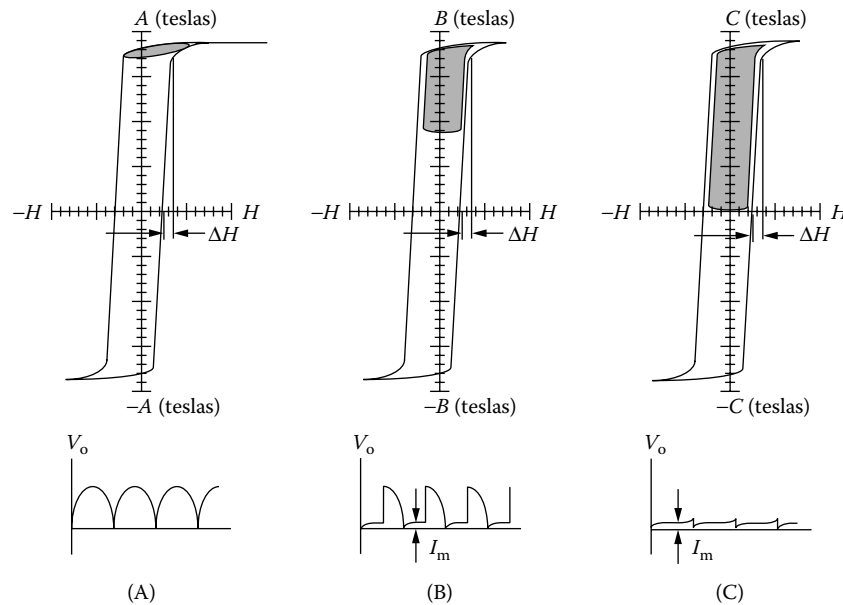 A (teslas) B (teslas) C (teslas)
–H H –H H –H H
ΔH ΔH ΔH
–A (teslas) –B (teslas) –C (teslas)
Vo Vo Vo
Im Im
(A) (B) (C)